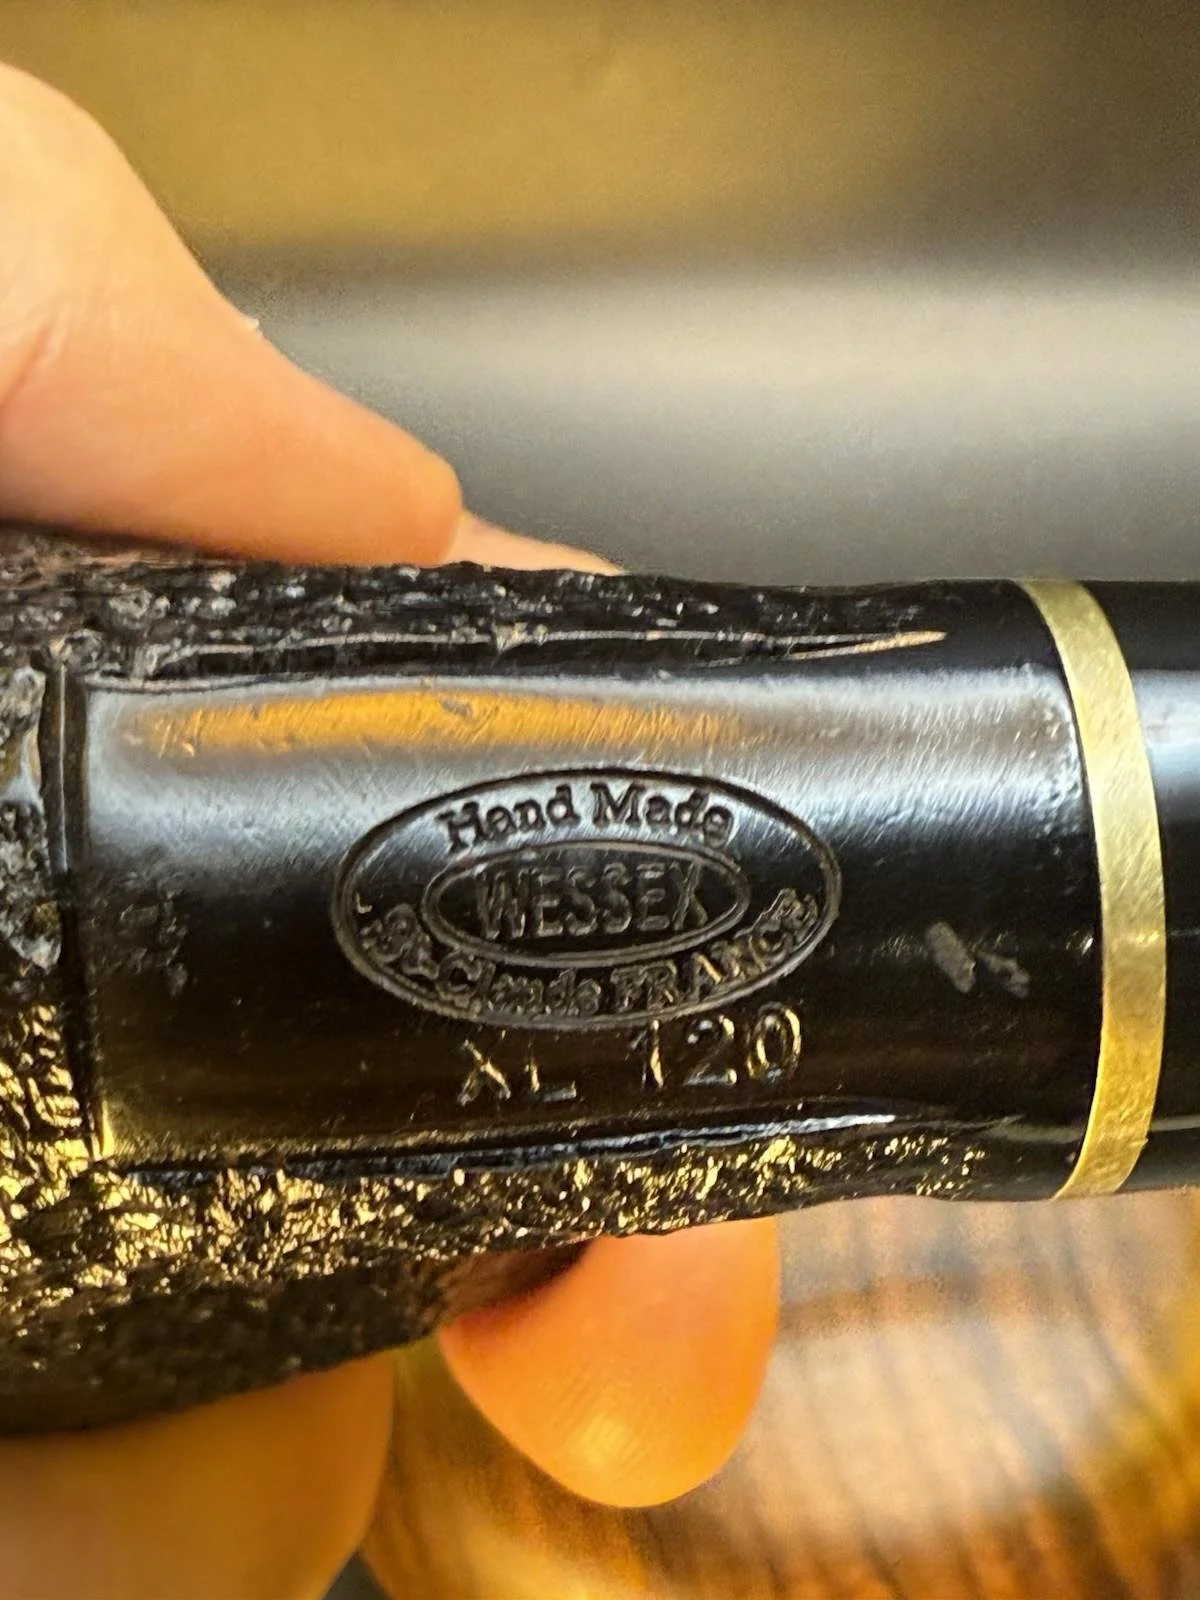 Hand Made
WESSEX
St-Claude FRANCE
XL 120